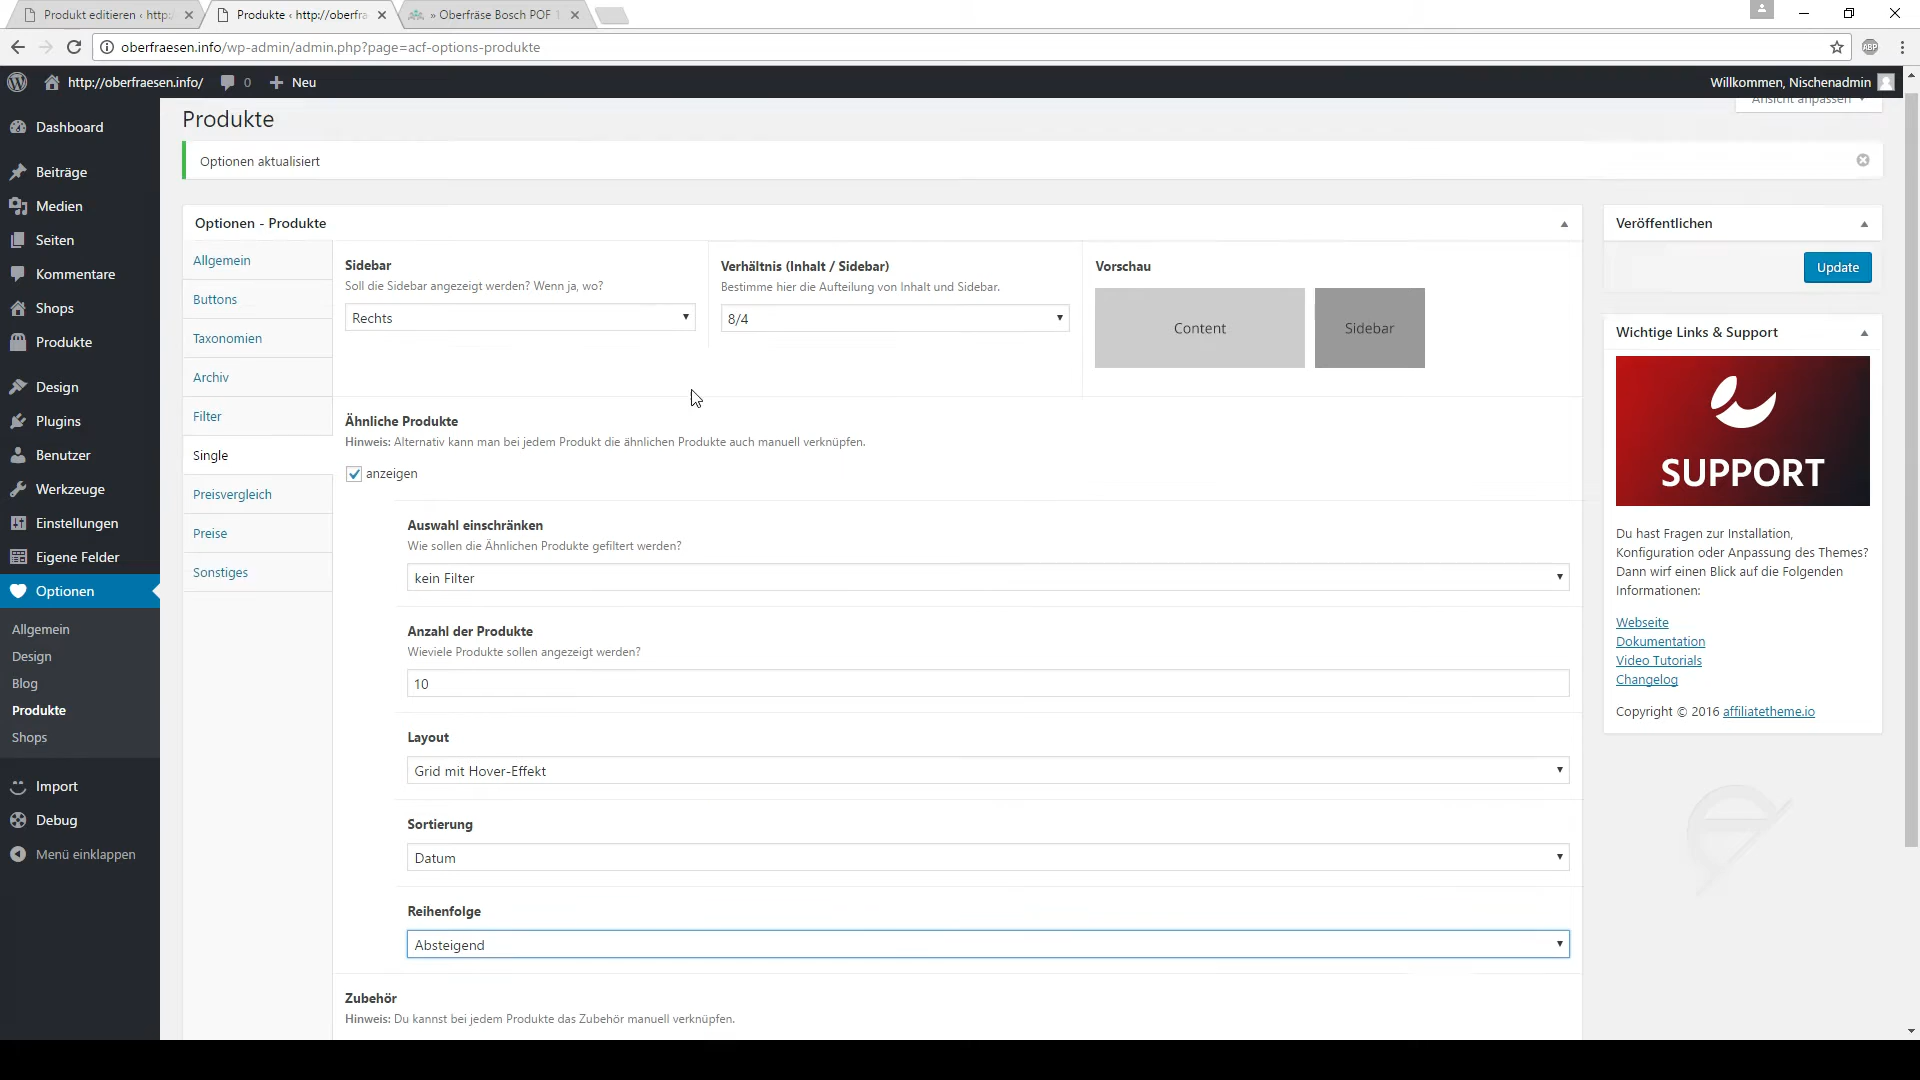 Produkt editieren ‹ http:
Produkte ‹ http://oberfra
» Oberfräse Bosch POF 1
oberfraesen.info/wp-admin/admin.php?page=acf-options-produkte
ABP
http://oberfraesen.info/
0
Neu
Willkommen, Nischenadmin
Ansicht anpassen
Dashboard
Beiträge
Medien
Seiten
Kommentare
Shops
Produkte
Design
Plugins
Benutzer
Werkzeuge
Einstellungen
Eigene Felder
Optionen
Allgemein
Design
Blog
Produkte
Shops
Import
Debug
Menü einklappen
Produkte
Optionen aktualisiert
Optionen - Produkte
Allgemein
Buttons
Taxonomien
Archiv
Filter
Single
Preisvergleich
Preise
Sonstiges
Sidebar
Soll die Sidebar angezeigt werden? Wenn ja, wo?
Rechts
Verhältnis (Inhalt / Sidebar)
Bestimme hier die Aufteilung von Inhalt und Sidebar.
8/4
Vorschau
Content
Sidebar
Ähnliche Produkte
Hinweis: Alternativ kann man bei jedem Produkt die ähnlichen Produkte auch manuell verknüpfen.
anzeigen
Auswahl einschränken
Wie sollen die Ähnlichen Produkte gefiltert werden?
kein Filter
Anzahl der Produkte
Wieviele Produkte sollen angezeigt werden?
10
Layout
Grid mit Hover-Effekt
Sortierung
Datum
Reihenfolge
Absteigend
Zubehör
Hinweis: Du kannst bei jedem Produkte das Zubehör manuell verknüpfen.
Veröffentlichen
Update
Wichtige Links & Support
SUPPORT
Du hast Fragen zur Installation,
Konfiguration oder Anpassung des Themes?
Dann wirf einen Blick auf die Folgenden
Informationen:
Webseite
Dokumentation
Video Tutorials
Changelog
Copyright © 2016 affiliatetheme.io